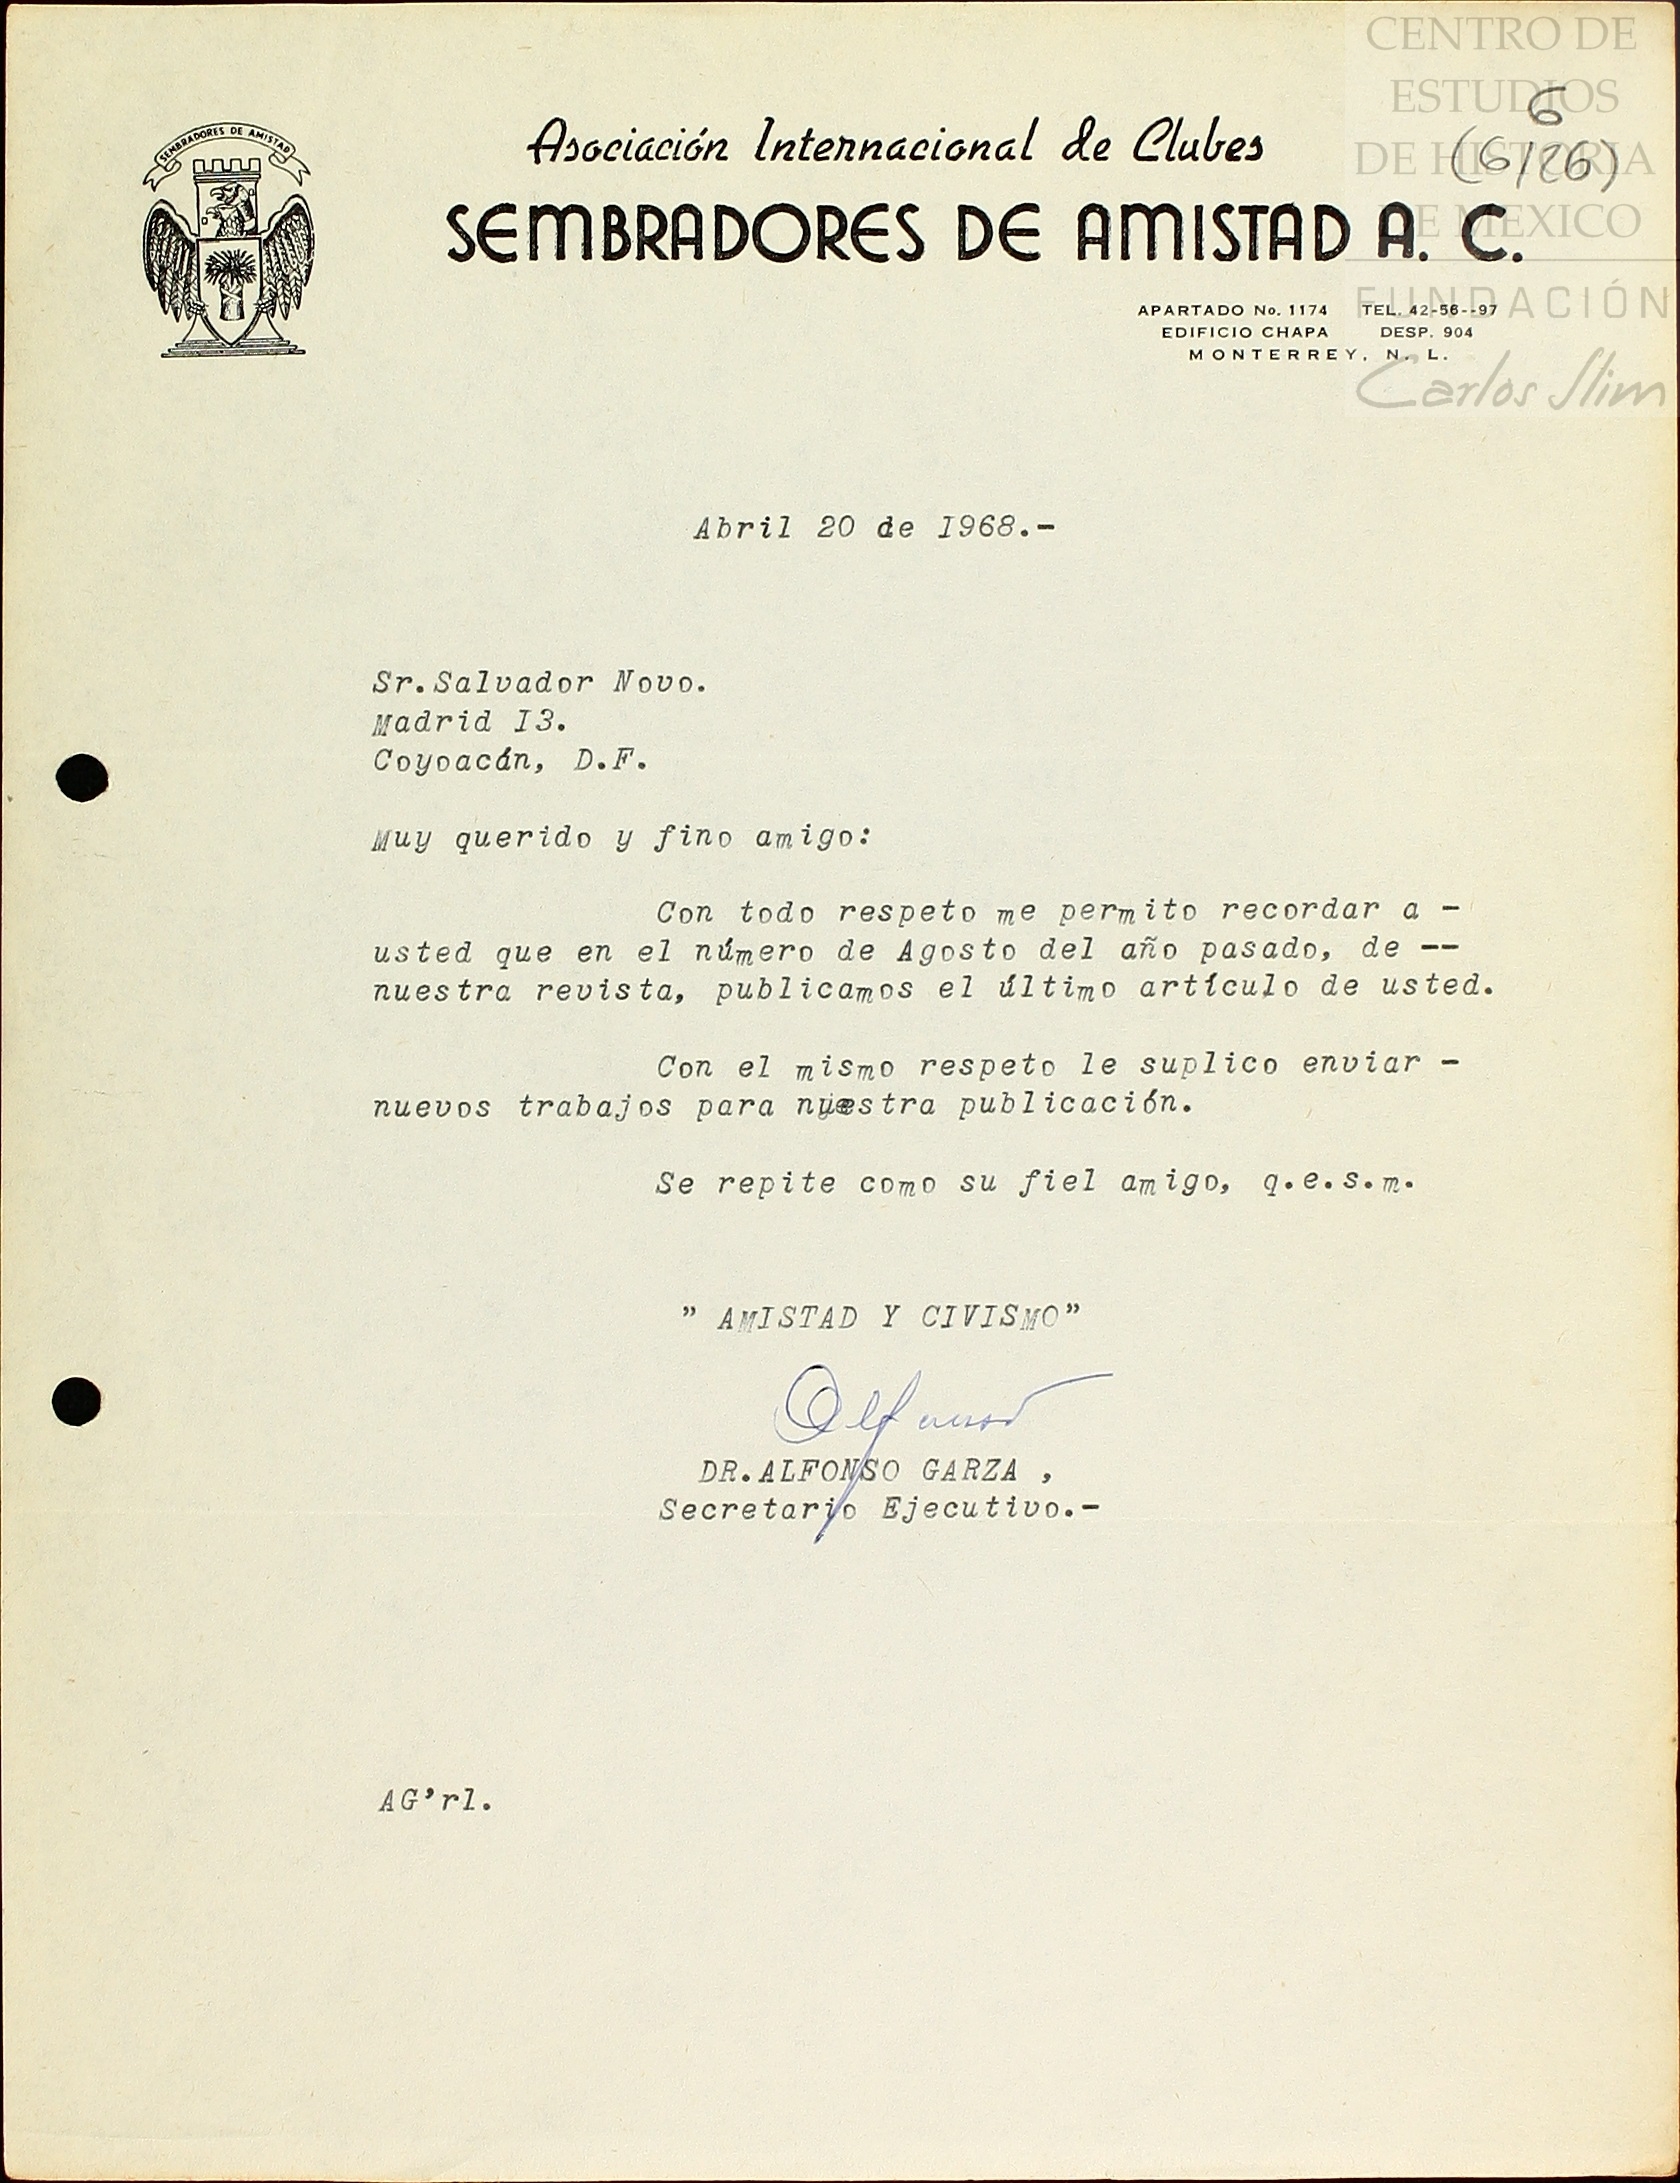 CENTRO DE
ESTUDIOS
DE HISTORIA
DE MEXICO
FUNDACIÓN
Carlos Slim
6
(6/26)
SEMBRADORES DE AMISTAD
Asociación Internacional de Clubes
SEMBRADORES DE AMISTAD A. C.
APARTADO No. 1174 TEL. 42-56--97
EDIFICIO CHAPA DESP. 904
MONTERREY, N. L.
Abril 20 de I968.-
Sr.Salvador Novo.
Madrid I3.
Coyoacán, D.F.
Muy querido y fino amigo:
Con todo respeto me permito recordar a -
usted que en el número de Agosto del año pasado, de --
nuestra revista, publicamos el último artículo de usted.
Con el mismo respeto le suplico enviar -
nuevos trabajos para nuestra publicación.
Se repite como su fiel amigo, q.e.s.m.
" AMISTAD Y CIVISMO"
Alfonso
DR.ALFONSO GARZA ,
Secretario Ejecutivo.-
AG'rl.